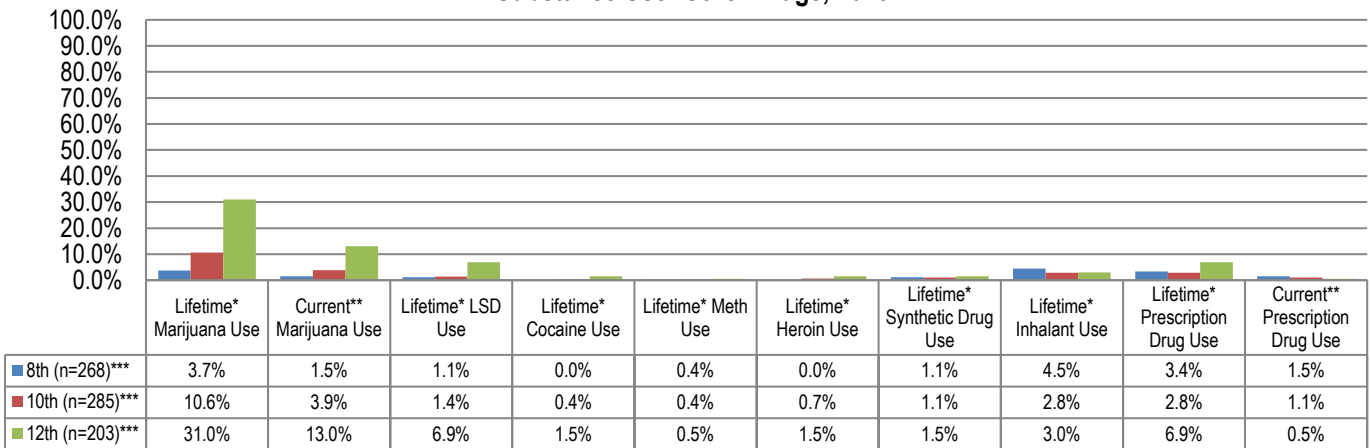 100.0%
90.0%
80.0%
70.0%
60.0%
50.0%
40.0%
30.0%
20.0%
10.0%
0.0%
Lifetime*
Marijuana Use
Current**
Marijuana Use
Lifetime* LSD
Use
Lifetime*
Cocaine Use
Lifetime* Meth
Use
Lifetime*
Heroin Use
Lifetime*
Synthetic Drug
Use
Lifetime*
Inhalant Use
Lifetime*
Prescription
Drug Use
Current**
Prescription
Drug Use
8th (n=268)*** 3.7% 1.5% 1.1% 0.0% 0.4% 0.0% 1.1% 4.5% 3.4% 1.5%
10th (n=285)*** 10.6% 3.9% 1.4% 0.4% 0.4% 0.7% 1.1% 2.8% 2.8% 1.1%
12th (n=203)*** 31.0% 13.0% 6.9% 1.5% 0.5% 1.5% 1.5% 3.0% 6.9% 0.5%